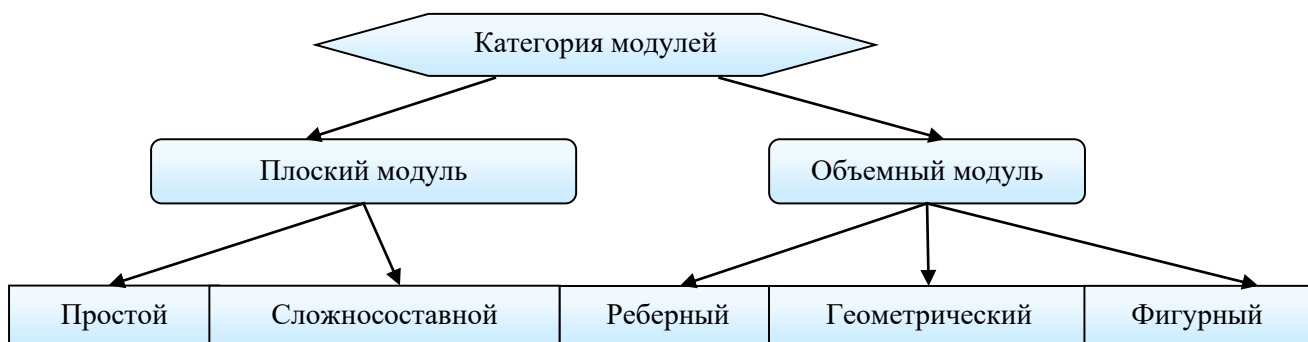 Категория модулей
Плоский модуль
Объемный модуль
Простой
Сложносоставной
Реберный
Геометрический
Фигурный